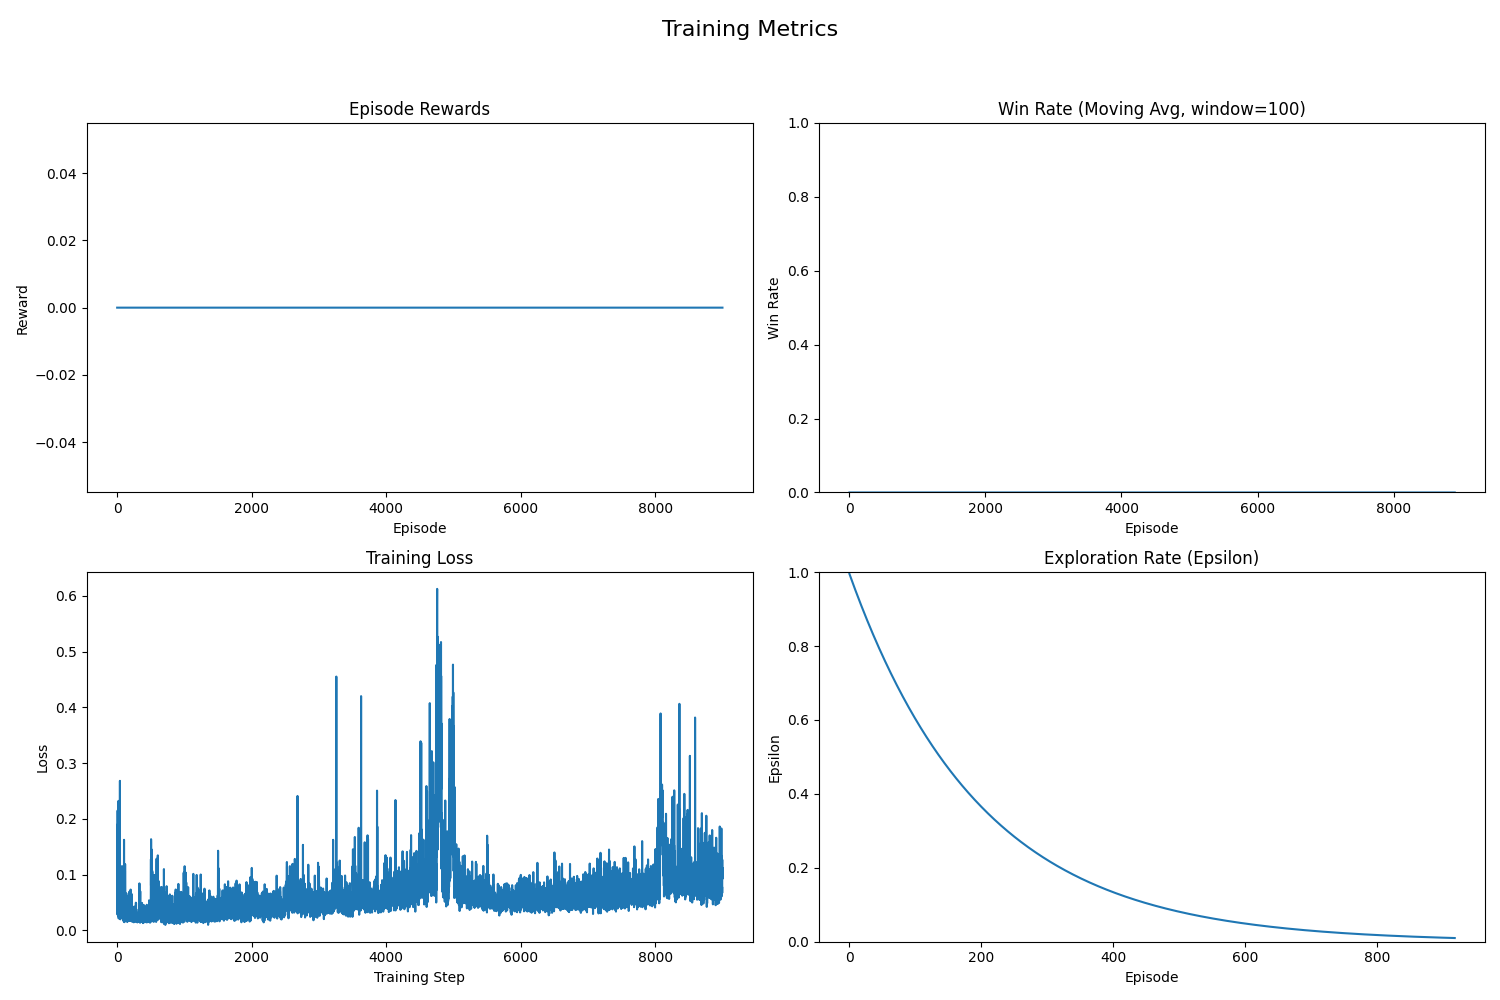 Training Metrics
Episode Rewards
0.04
0.02
0.00
−0.02
−0.04
Reward
0 2000 4000 6000 8000
Episode
Win Rate (Moving Avg, window=100)
1.0
0.8
0.6
0.4
0.2
0.0
Win Rate
0 2000 4000 6000 8000
Episode
Training Loss
0.6
0.5
0.4
0.3
0.2
0.1
0.0
Loss
0 2000 4000 6000 8000
Training Step
Exploration Rate (Epsilon)
1.0
0.8
0.6
0.4
0.2
0.0
Epsilon
0 200 400 600 800
Episode